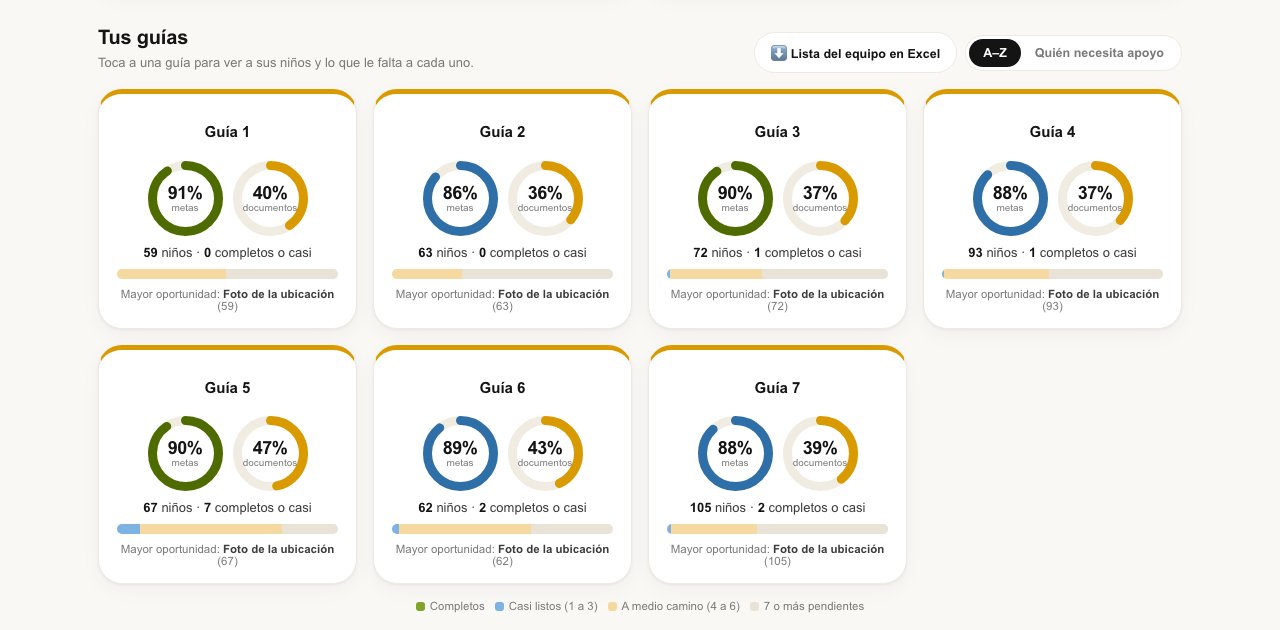 Tus guías
Toca a una guía para ver a sus niños y lo que le falta a cada uno.
Lista del equipo en Excel
A–Z
Quién necesita apoyo
Guía 1
91%
metas
40%
documentos
59 niños · 0 completos o casi
Mayor oportunidad: Foto de la ubicación
(59)
Guía 2
86%
metas
36%
documentos
63 niños · 0 completos o casi
Mayor oportunidad: Foto de la ubicación
(63)
Guía 3
90%
metas
37%
documentos
72 niños · 1 completos o casi
Mayor oportunidad: Foto de la ubicación
(72)
Guía 4
88%
metas
37%
documentos
93 niños · 1 completos o casi
Mayor oportunidad: Foto de la ubicación
(93)
Guía 5
90%
metas
47%
documentos
67 niños · 7 completos o casi
Mayor oportunidad: Foto de la ubicación
(67)
Guía 6
89%
metas
43%
documentos
62 niños · 2 completos o casi
Mayor oportunidad: Foto de la ubicación
(62)
Guía 7
88%
metas
39%
documentos
105 niños · 2 completos o casi
Mayor oportunidad: Foto de la ubicación
(105)
Completos
Casi listos (1 a 3)
A medio camino (4 a 6)
7 o más pendientes